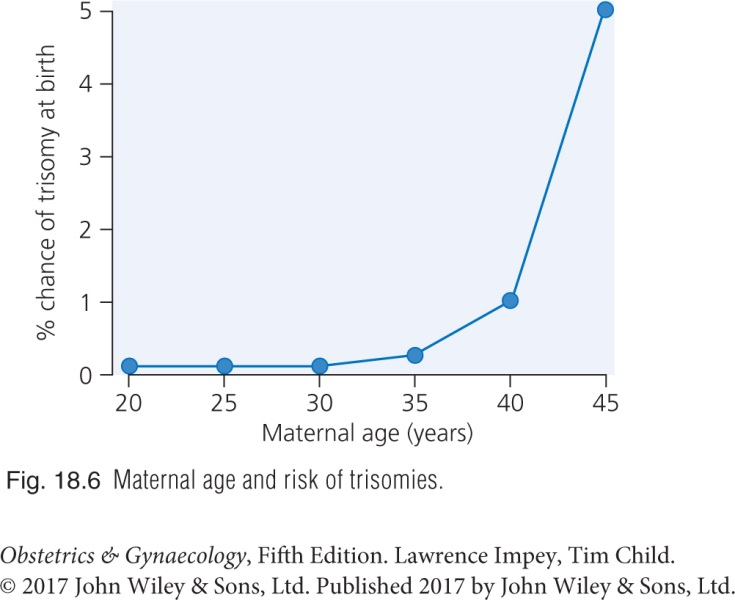 % chance of trisomy at birth
5
4
3
2
1
0
20 25 30 35 40 45
Maternal age (years)
Fig. 18.6 Maternal age and risk of trisomies.
Obstetrics & Gynaecology, Fifth Edition. Lawrence Impey, Tim Child.
© 2017 John Wiley & Sons, Ltd. Published 2017 by John Wiley & Sons, Ltd.